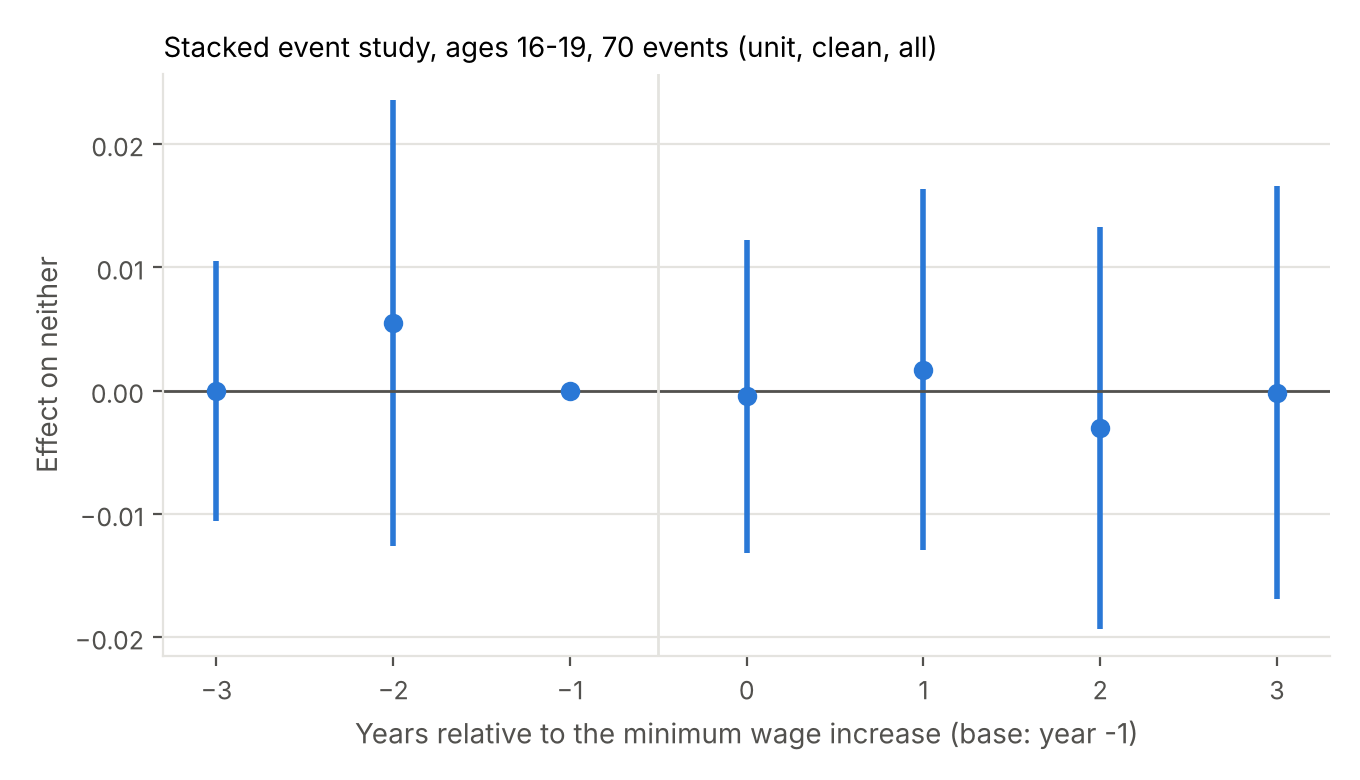 Stacked event study, ages 16-19, 70 events (unit, clean, all)
Effect on neither
0.02
0.01
0.00
−0.01
−0.02
−3 −2 −1 0 1 2 3
Years relative to the minimum wage increase (base: year -1)